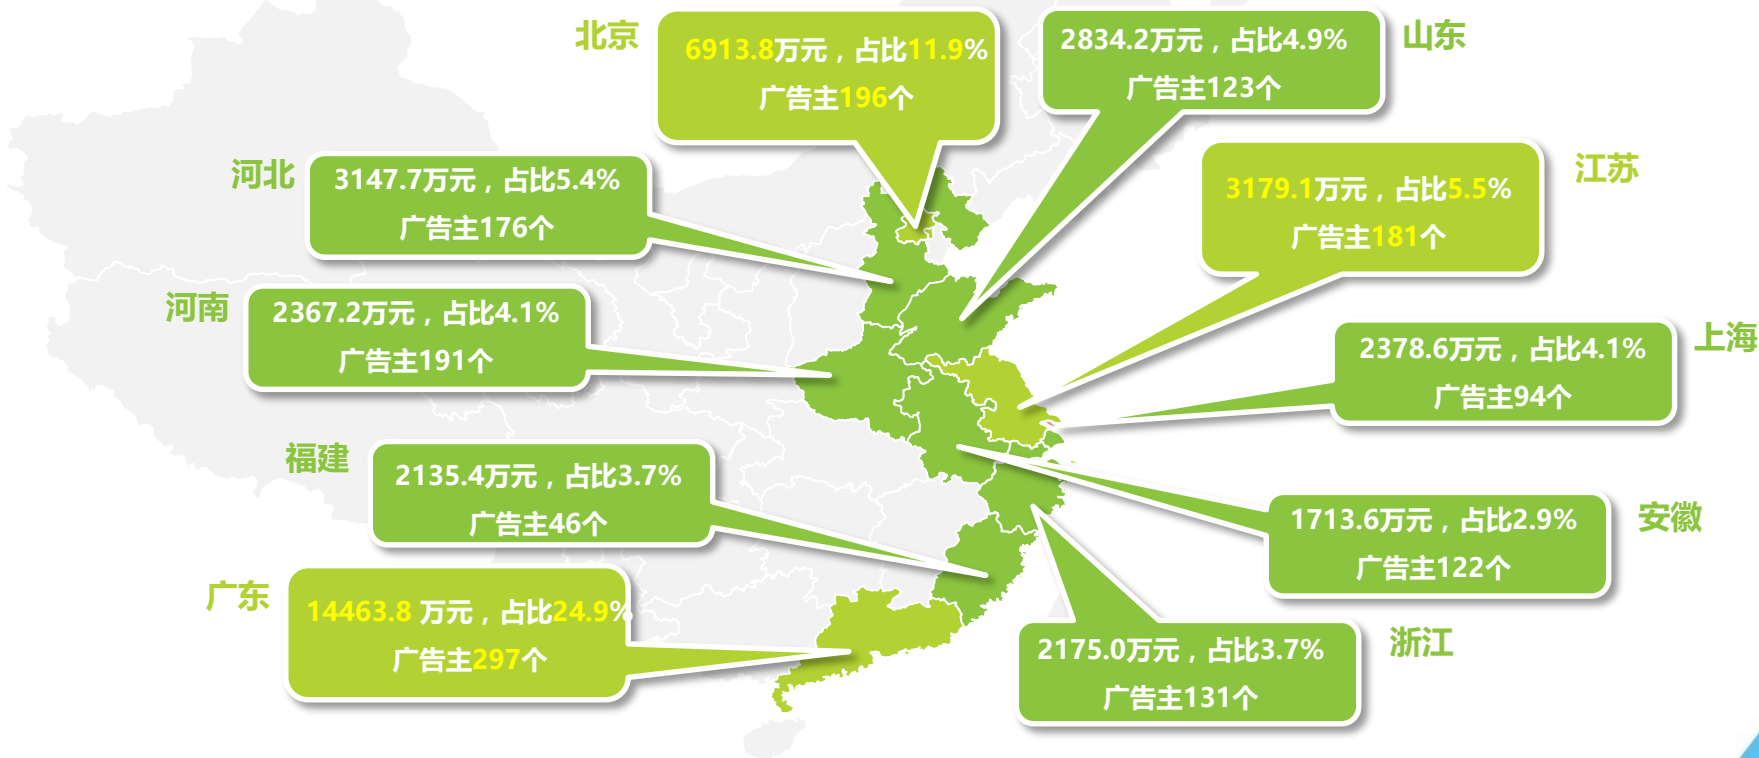 北京
6913.8万元，占比11.9%
广告主196个
2834.2万元，占比4.9%
广告主123个
山东
河北
3147.7万元，占比5.4%
广告主176个
3179.1万元，占比5.5%
广告主181个
江苏
河南
2367.2万元，占比4.1%
广告主191个
2378.6万元，占比4.1%
广告主94个
上海
福建
2135.4万元，占比3.7%
广告主46个
1713.6万元，占比2.9%
广告主122个
安徽
广东
14463.8 万元，占比24.9%
广告主297个
2175.0万元，占比3.7%
广告主131个
浙江